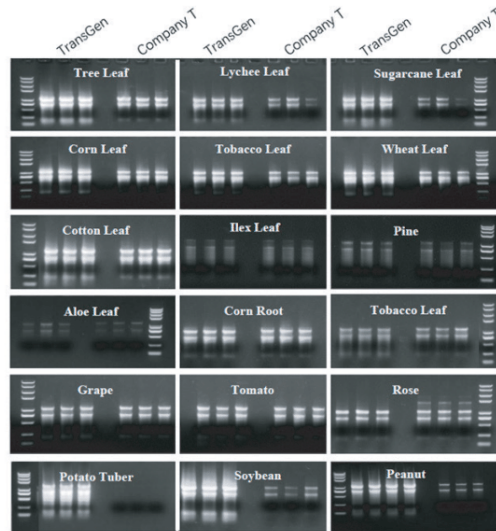 TransGen Company T TransGen Company T TransGen Company T
Tree Leaf Lychee Leaf Sugarcane Leaf
Corn Leaf Tobacco Leaf Wheat Leaf
Cotton Leaf Ilex Leaf Pine
Aloe Leaf Corn Root Tobacco Leaf
Grape Tomato Rose
Potato Tuber Soybean Peanut